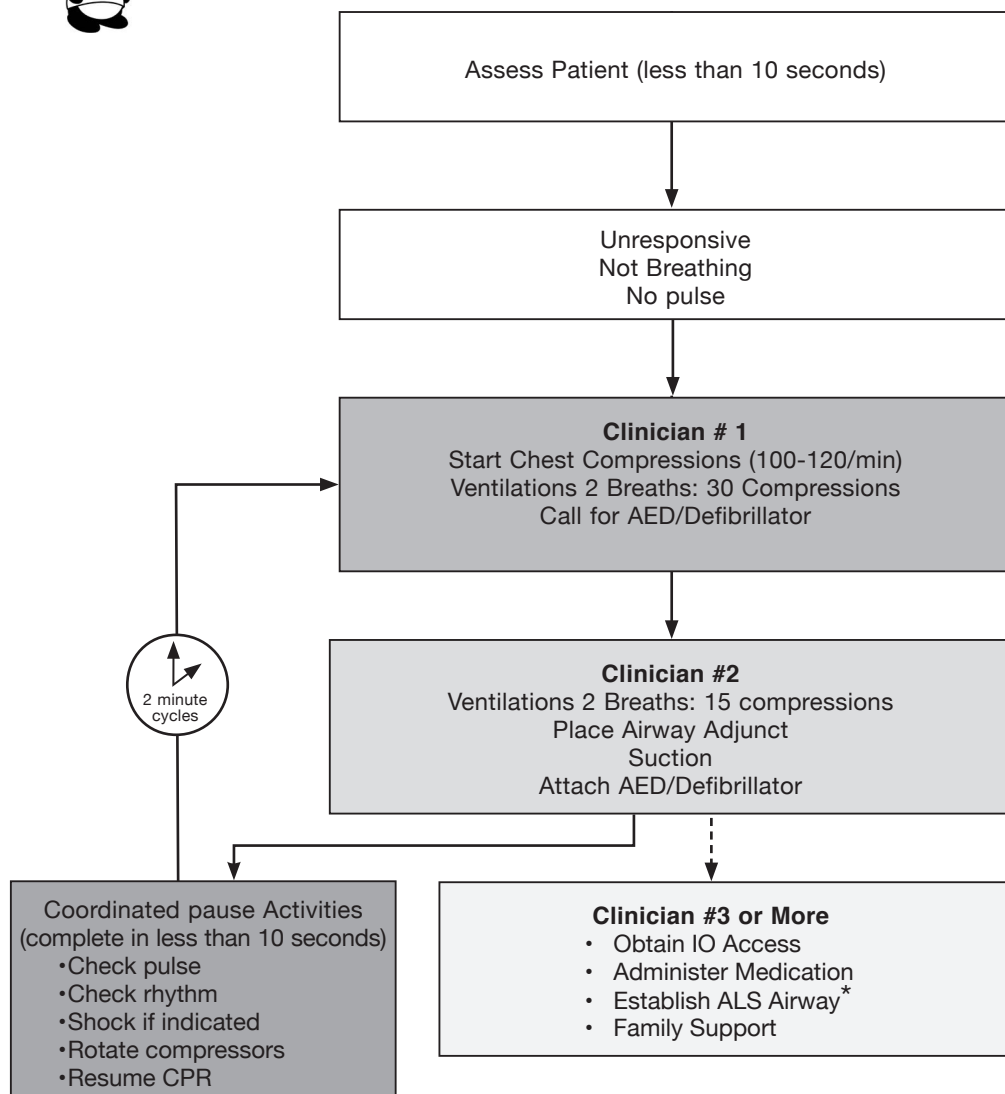 Assess Patient (less than 10 seconds)
Unresponsive
Not Breathing
No pulse
Clinician # 1
Start Chest Compressions (100-120/min)
Ventilations 2 Breaths: 30 Compressions
Call for AED/Defibrillator
2 minute
cycles
Clinician #2
Ventilations 2 Breaths: 15 compressions
Place Airway Adjunct
Suction
Attach AED/Defibrillator
Coordinated pause Activities
(complete in less than 10 seconds)
•Check pulse
•Check rhythm
•Shock if indicated
•Rotate compressors
•Resume CPR
Clinician #3 or More
• Obtain IO Access
• Administer Medication
• Establish ALS Airway*
• Family Support